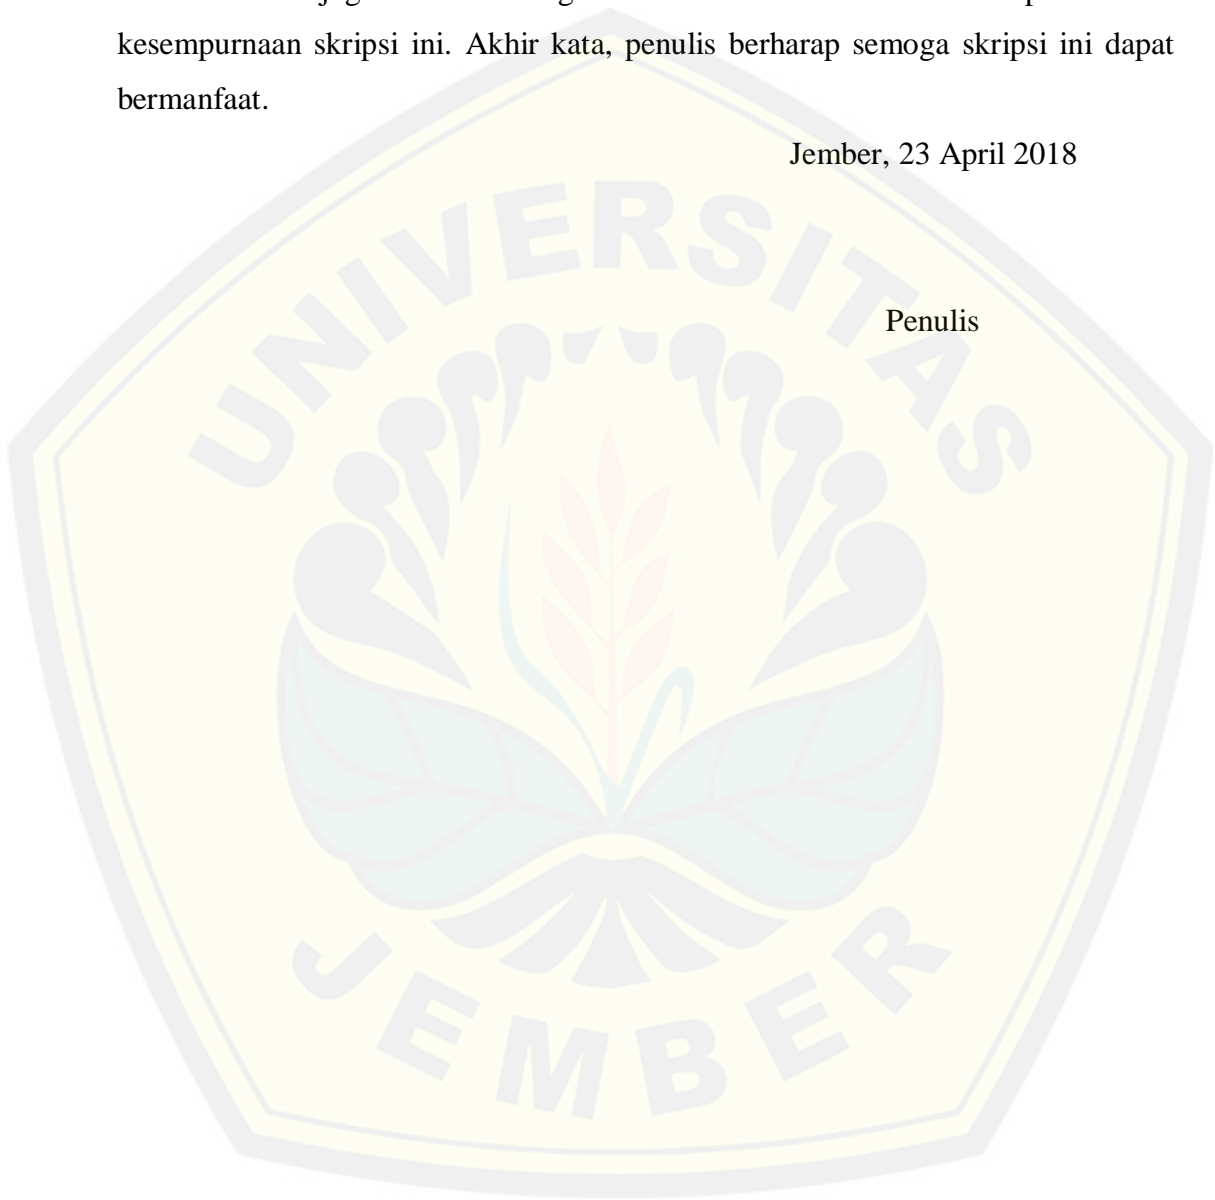 kesempurnaan skripsi ini. Akhir kata, penulis berharap semoga skripsi ini dapat
bermanfaat.
Jember, 23 April 2018
UNIVERSITAS
Penulis
JEMBER